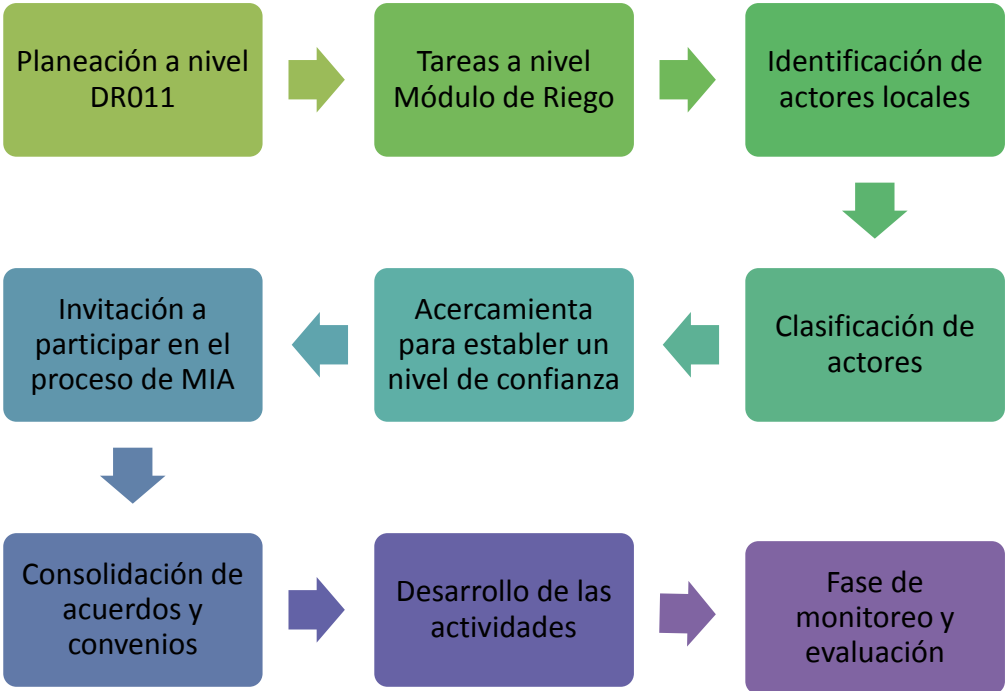 Planeación a nivel
DR011
Tareas a nivel
Módulo de Riego
Identificación de
actores locales
Clasificación de
actores
Acercamienta
para establer un
nivel de confianza
Invitación a
participar en el
proceso de MIA
Consolidación de
acuerdos y
convenios
Desarrollo de las
actividades
Fase de
monitoreo y
evaluación